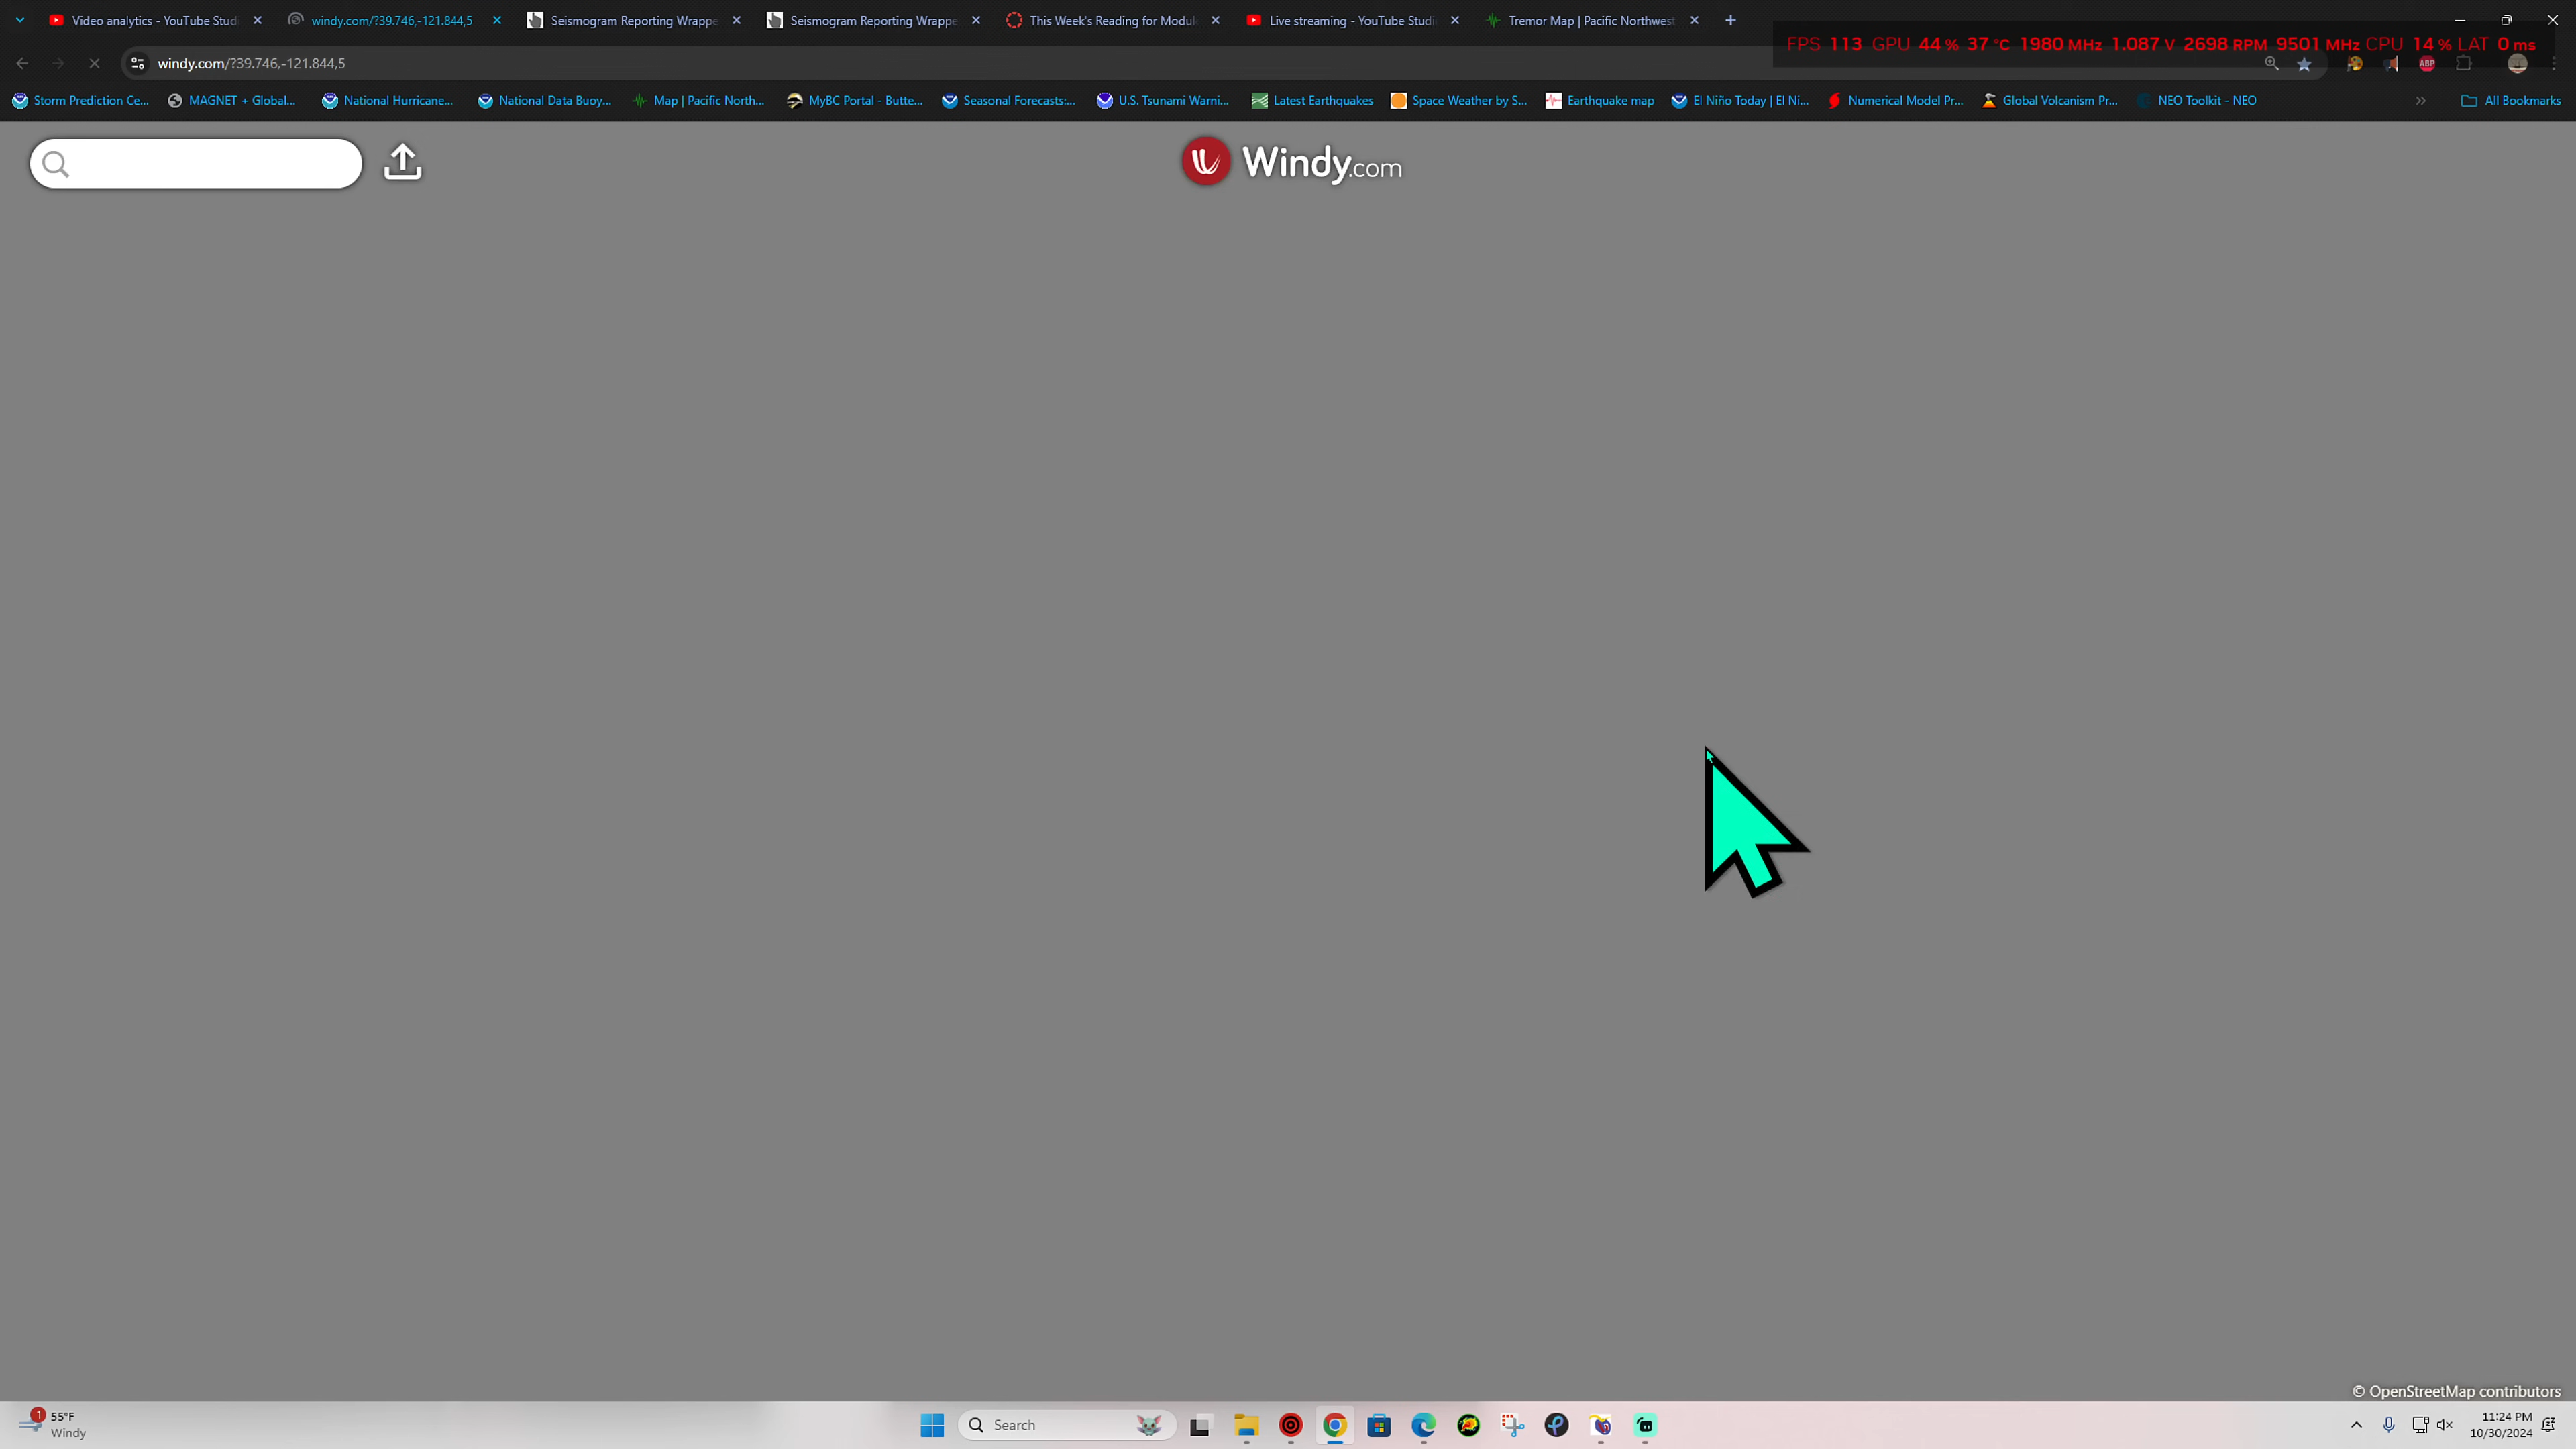 Video analytics - YouTube Studi
windy.com/?39.746,-121.844,5
Seismogram Reporting Wrappe
Seismogram Reporting Wrappe
This Week's Reading for Modul
Live streaming - YouTube Studi
Tremor Map | Pacific Northwest
FPS 113 GPU 44 % 37 °C 1980 MHz 1.087 V 2698 RPM 9501 MHz CPU 14 % LAT 0 ms
windy.com/?39.746,-121.844,5
ABP
Storm Prediction Ce...
MAGNET + Global...
National Hurricane...
National Data Buoy...
Map | Pacific North...
MyBC Portal - Butte...
Seasonal Forecasts:...
U.S. Tsunami Warni...
Latest Earthquakes
Space Weather by S...
Earthquake map
El Niño Today | El Ni...
Numerical Model Pr...
Global Volcanism Pr...
NEO Toolkit - NEO
All Bookmarks
Windy.com
© OpenStreetMap contributors
1
55°F
Windy
Search
11:24 PM
10/30/2024